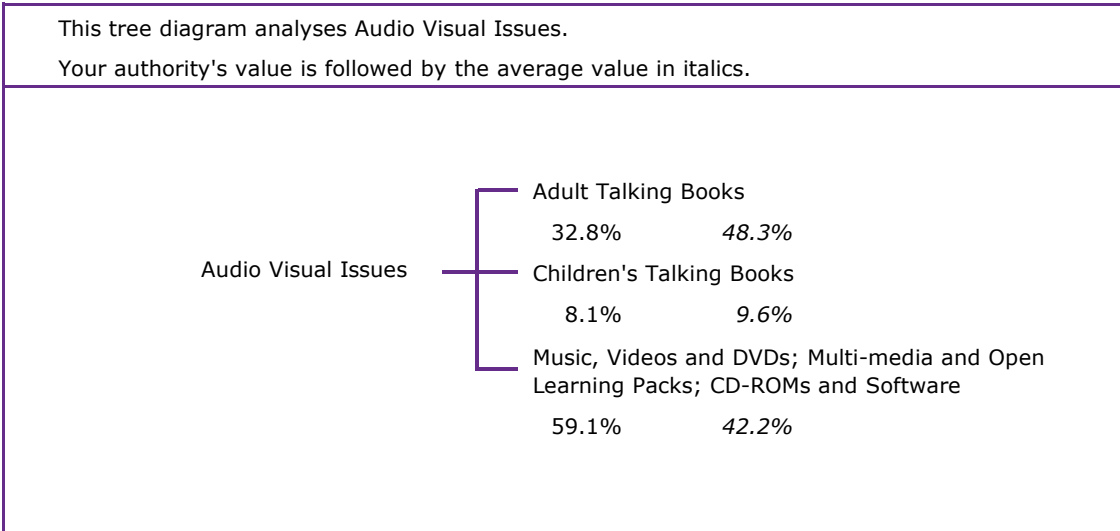 This tree diagram analyses Audio Visual Issues.
Your authority's value is followed by the average value in italics.
Adult Talking Books
32.8% 48.3%
Audio Visual Issues
Children's Talking Books
8.1% 9.6%
Music, Videos and DVDs; Multi-media and Open
Learning Packs; CD-ROMs and Software
59.1% 42.2%